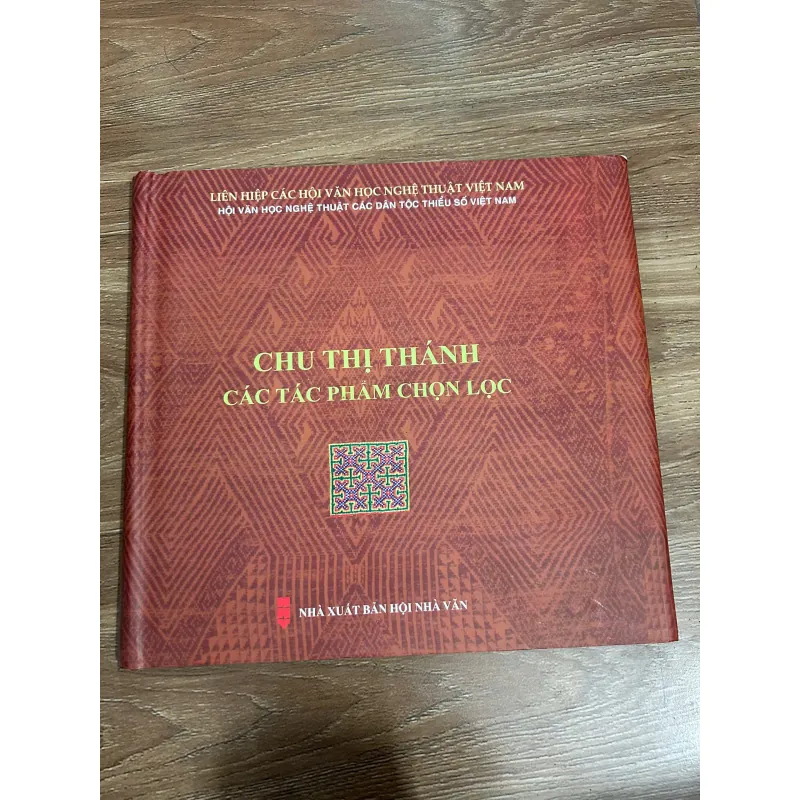 LIÊN HIỆP CÁC HỘI VĂN HỌC NGHỆ THUẬT VIỆT NAM
HỘI VĂN HỌC NGHỆ THUẬT CÁC DÂN TỘC THIỂU SỐ VIỆT NAM
CHU THỊ THÁNH
CÁC TÁC PHẨM CHỌN LỌC
NHÀ XUẤT BẢN HỘI NHÀ VĂN